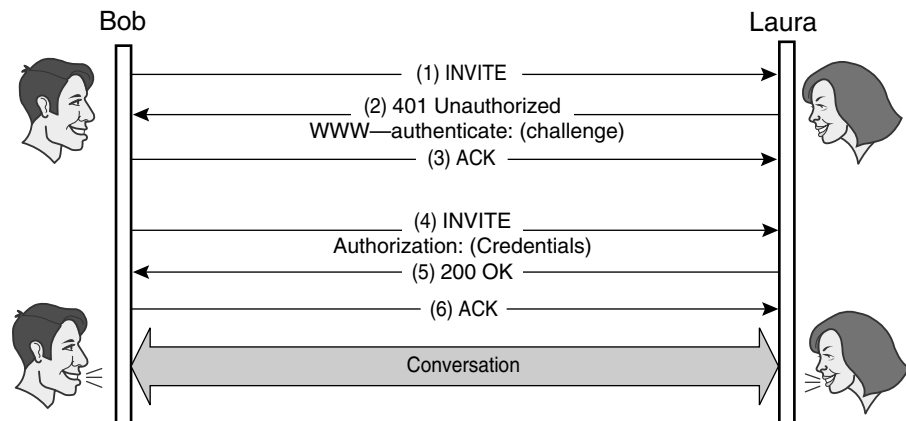 Bob
Laura
(1) INVITE
(2) 401 Unauthorized
WWW—authenticate: (challenge)
(3) ACK
(4) INVITE
Authorization: (Credentials)
(5) 200 OK
(6) ACK
Conversation